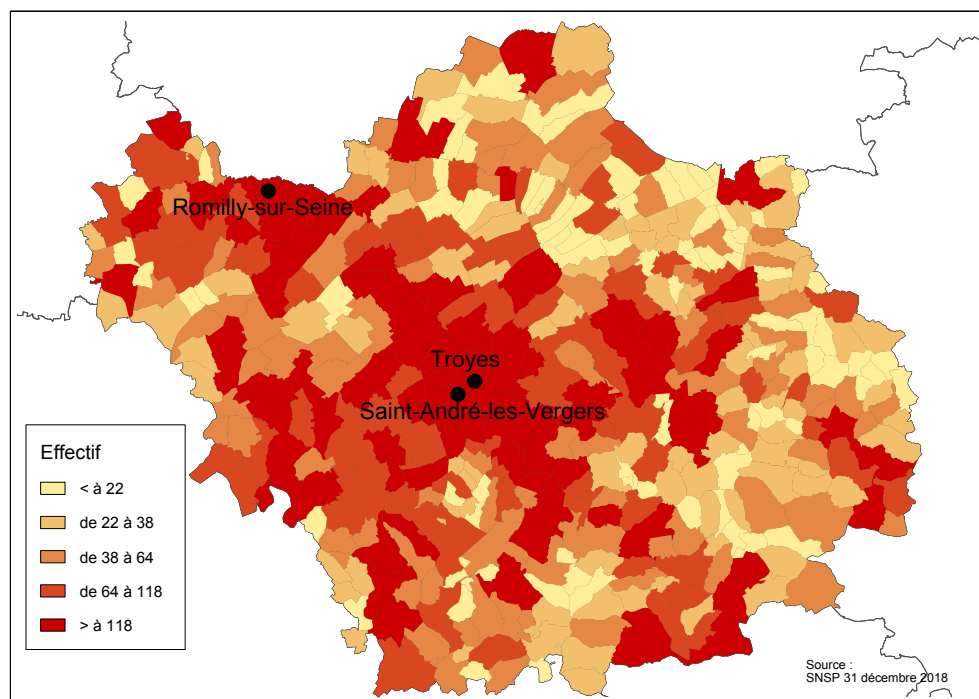 Romilly-sur-Seine
Troyes
Saint-André-les-Vergers
Effectif
< à 22
de 22 à 38
de 38 à 64
de 64 à 118
> à 118
Source :
SNSP 31 décembre 2018